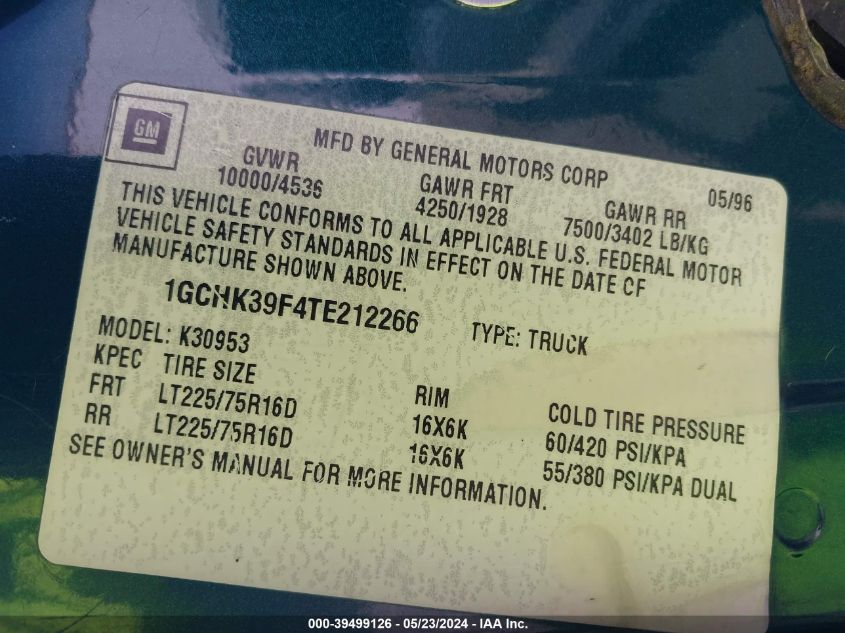 GM
MFD BY GENERAL MOTORS CORP 05/96
GVWR GAWR FRT GAWR RR
10000/4536 4250/1928 7500/3402 LB/KG
THIS VEHICLE CONFORMS TO ALL APPLICABLE U.S. FEDERAL MOTOR
VEHICLE SAFETY STANDARDS IN EFFECT ON THE DATE OF
MANUFACTURE SHOWN ABOVE.
1GCHK39F4TE212266 TYPE: TRUCK
MODEL: K30953
KPEC TIRE SIZE RIM COLD TIRE PRESSURE
FRT LT225/75R16D 16X6K 60/420 PSI/KPA
RR LT225/75R16D 16X6K 55/380 PSI/KPA DUAL
SEE OWNER'S MANUAL FOR MORE INFORMATION.
000-39499126 - 05/23/2024 - IAA Inc.